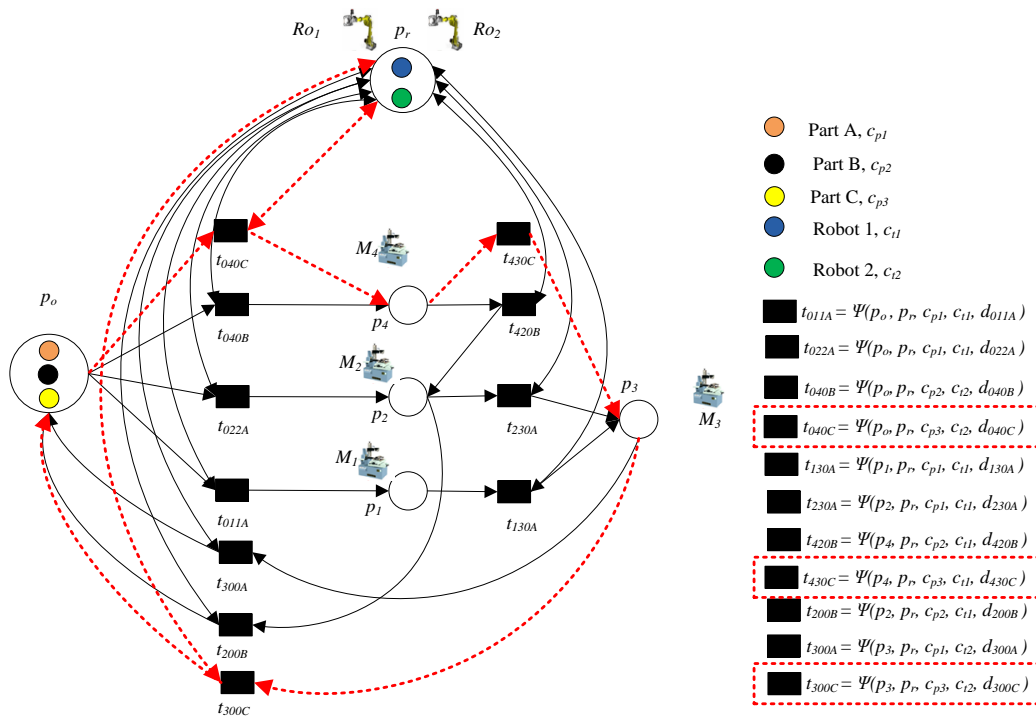 Ro1 pr Ro2
Part A, cp1
Part B, cp2
Part C, cp3
Robot 1, ct1
Robot 2, ct2
t040C
M4
t430C
po
p4
t040B
t420B
M2
p3
t022A
p2
t230A
M3
M1
t011A
p1
t130A
t300A
t200B
t300C
t011A = Ψ(po, pr, cp1, ct1, d011A)
t022A = Ψ(po, pr, cp1, ct1, d022A)
t040B = Ψ(po, pr, cp2, ct2, d040B)
t040C = Ψ(po, pr, cp3, ct2, d040C)
t130A = Ψ(p1, pr, cp1, ct1, d130A)
t230A = Ψ(p2, pr, cp1, ct1, d230A)
t420B = Ψ(p4, pr, cp2, ct1, d420B)
t430C = Ψ(p4, pr, cp3, ct1, d430C)
t200B = Ψ(p2, pr, cp2, ct1, d200B)
t300A = Ψ(p3, pr, cp1, ct2, d300A)
t300C = Ψ(p3, pr, cp3, ct2, d300C)